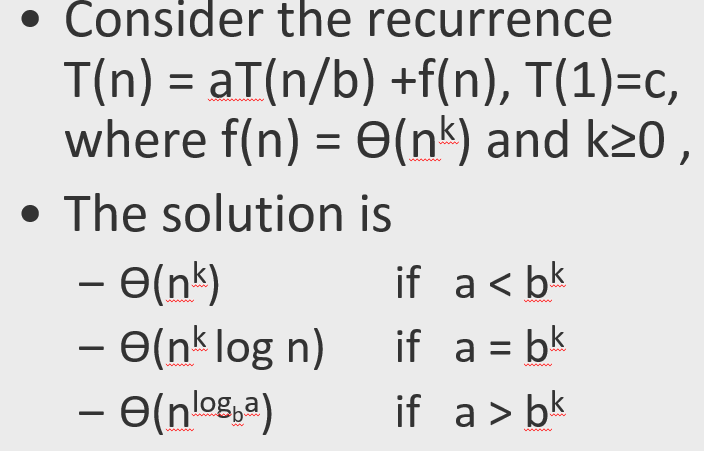 • Consider the recurrence
T(n) = aT(n/b) +f(n), T(1)=c,
where f(n) = Ѳ(nᵏ) and k≥0 ,
• The solution is
– Ѳ(nᵏ) if a < bᵏ
– Ѳ(nᵏ log n) if a = bᵏ
– Ѳ(n^(log_b a)) if a > bᵏ